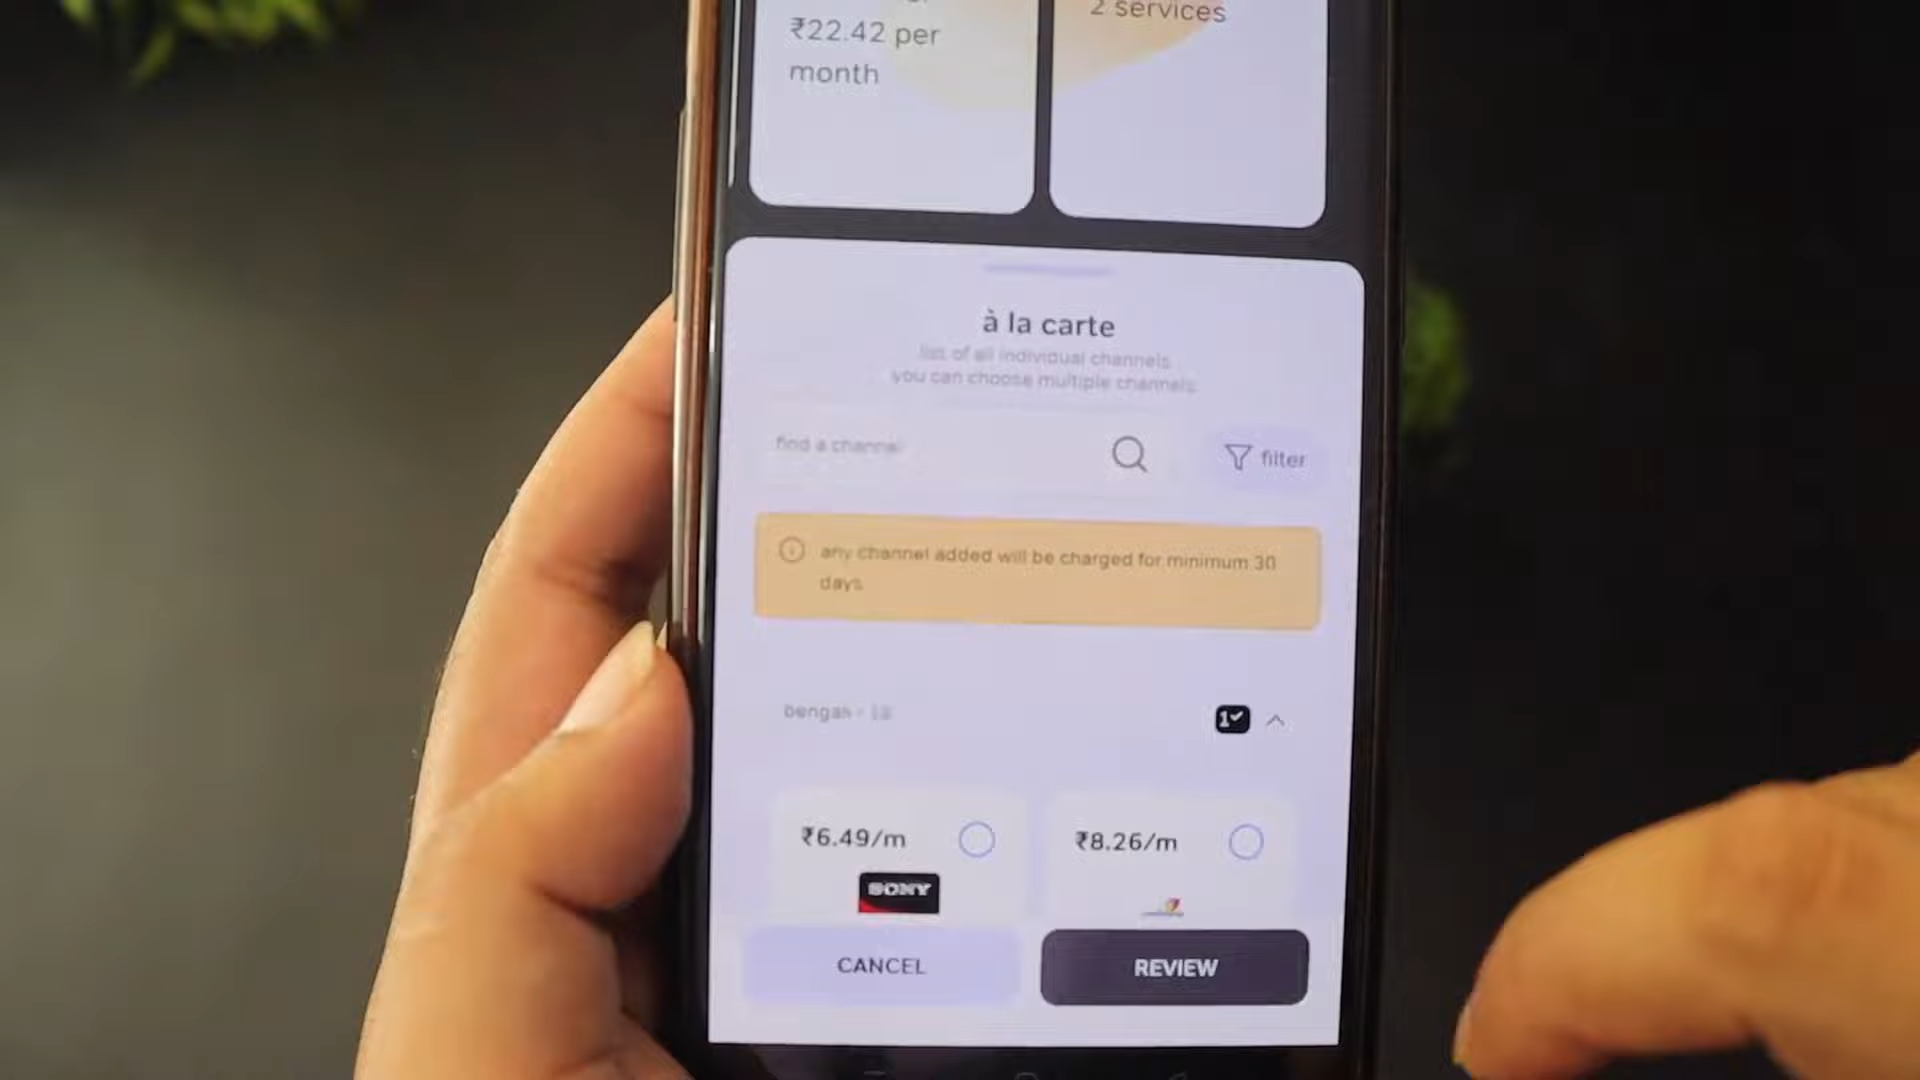 ₹22.42 per
month
2 services
à la carte
list of all individual channels
you can choose multiple channels
find a channel
filter
any channel added will be charged for minimum 30
days
1
₹6.49/m
₹8.26/m
SONY
CANCEL
REVIEW